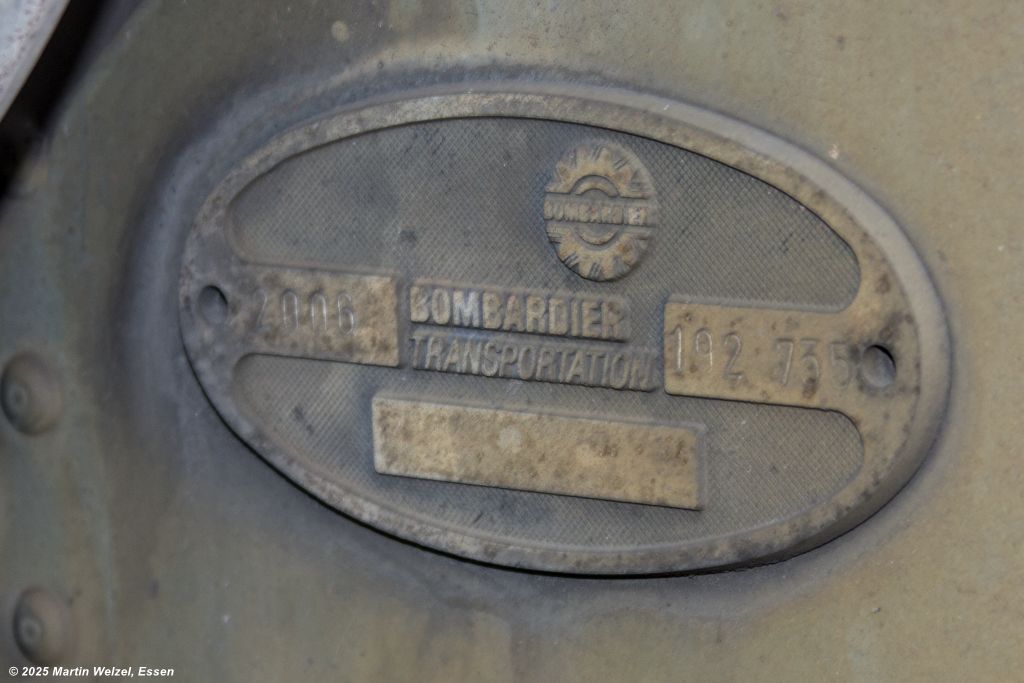 BOMBARDIER
2006
BOMBARDIER
TRANSPORTATION
192 735
© 2025 Martin Welzel, Essen